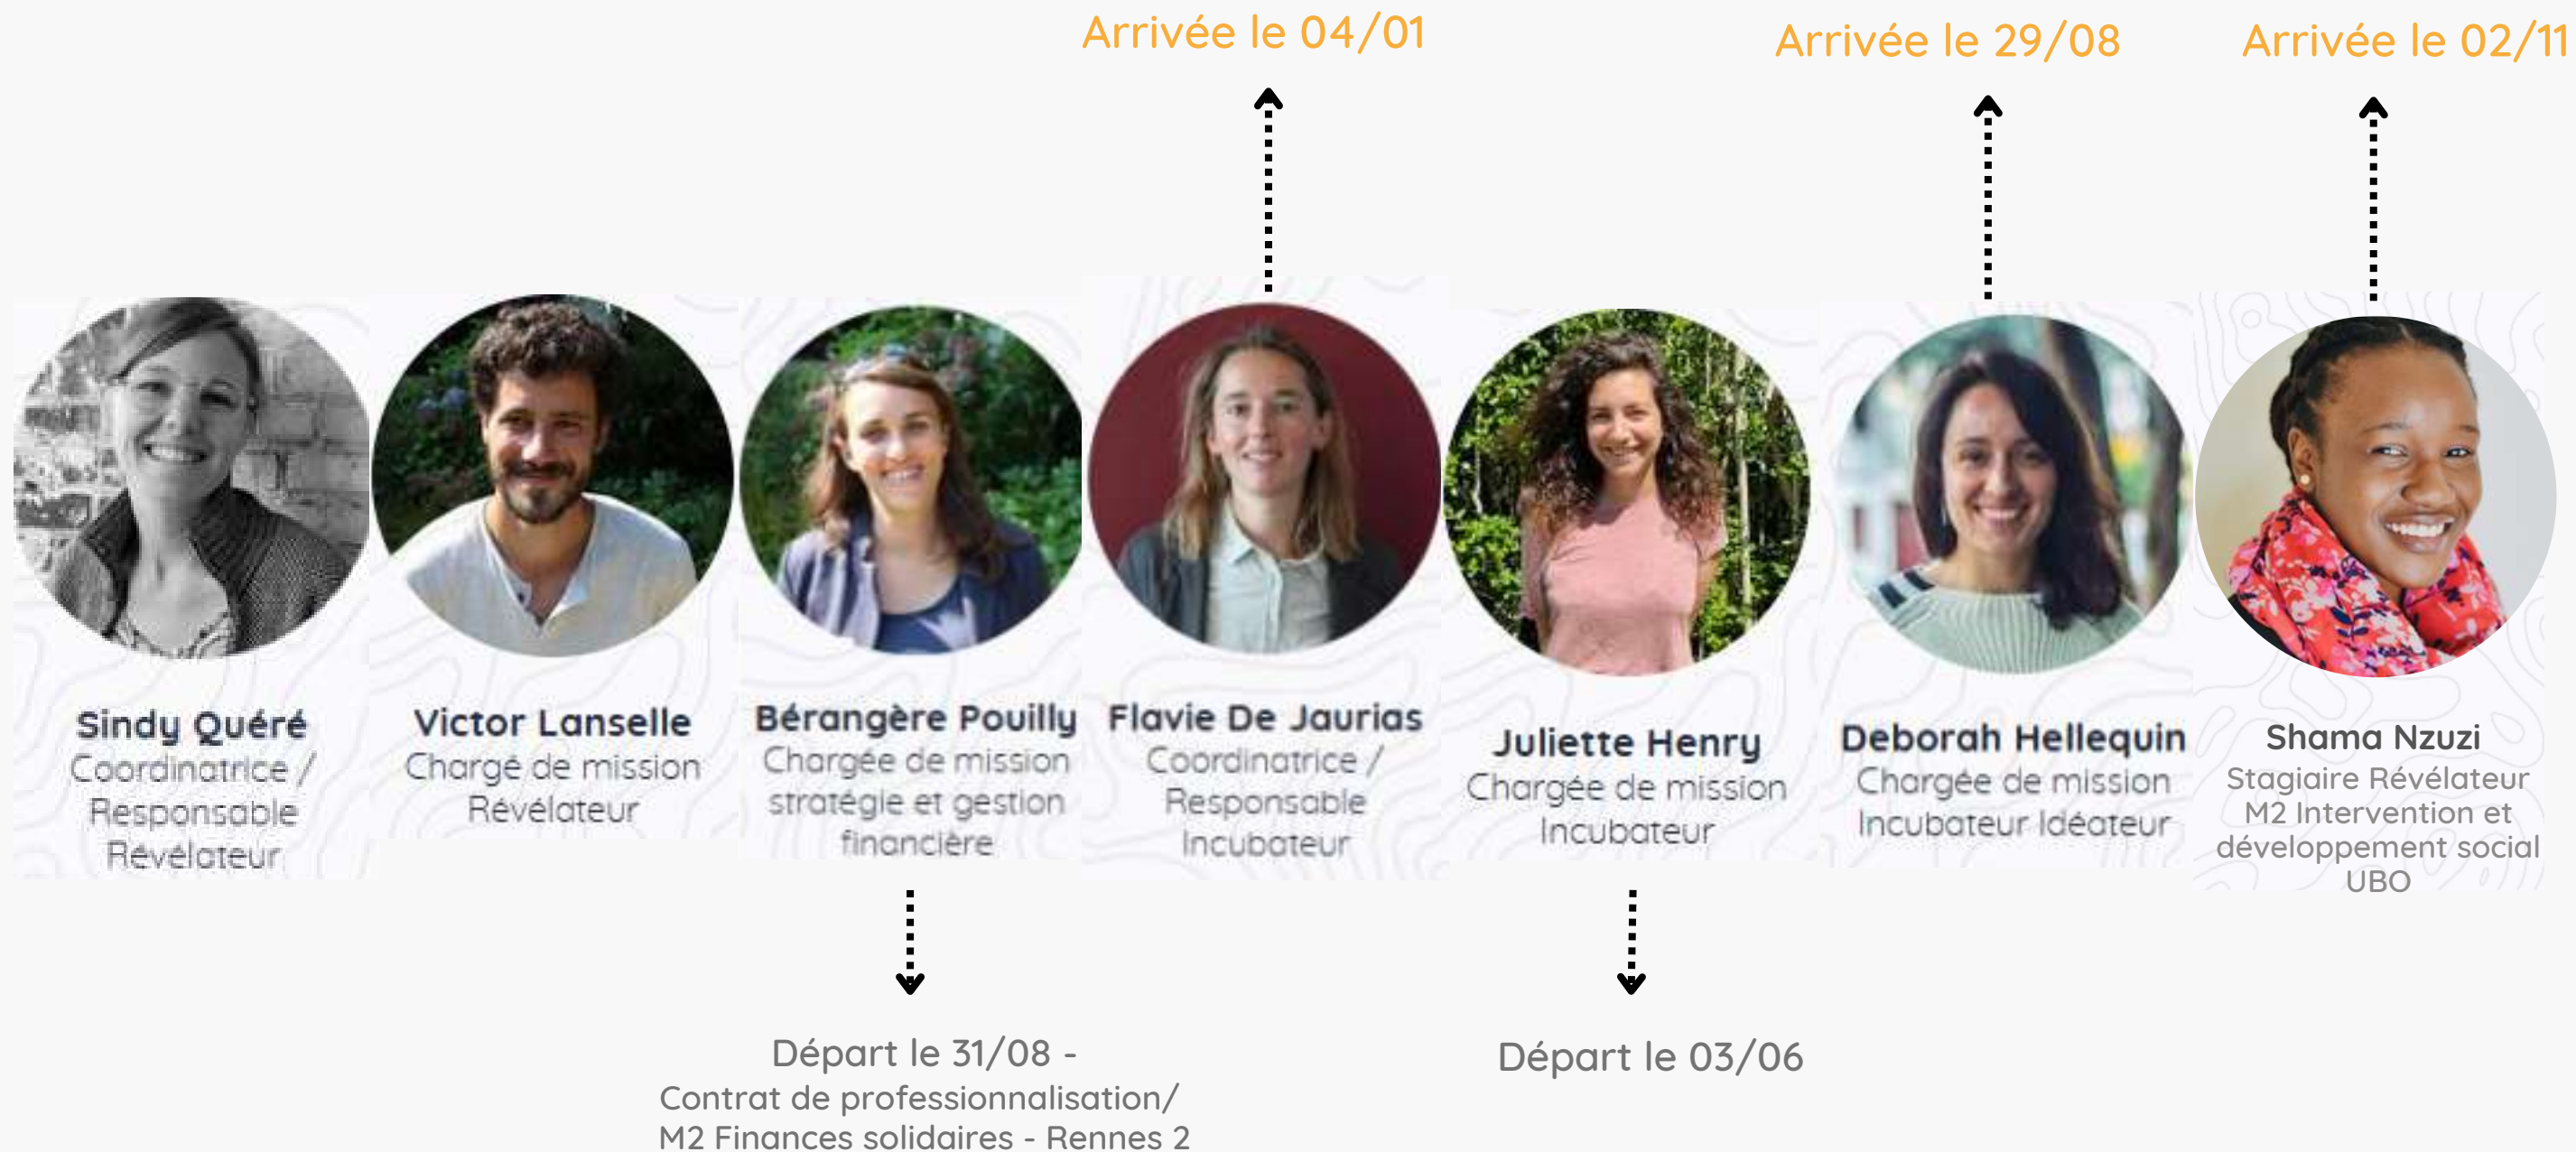 Arrivée le 04/01
Arrivée le 29/08
Arrivée le 02/11
Sindy Quéré
Coordinatrice /
Responsable
Révélateur
Victor Lanselle
Chargé de mission
Révélateur
Bérangère Pouilly
Chargée de mission
stratégie et gestion
financière
Flavie De Jaurias
Coordinatrice /
Responsable
Incubateur
Juliette Henry
Chargée de mission
Incubateur
Deborah Hellequin
Chargée de mission
Incubateur Idéateur
Shama Nzuzi
Stagiaire Révélateur
M2 Intervention et
développement social
UBO
Départ le 31/08 -
Contrat de professionnalisation/
M2 Finances solidaires - Rennes 2
Départ le 03/06